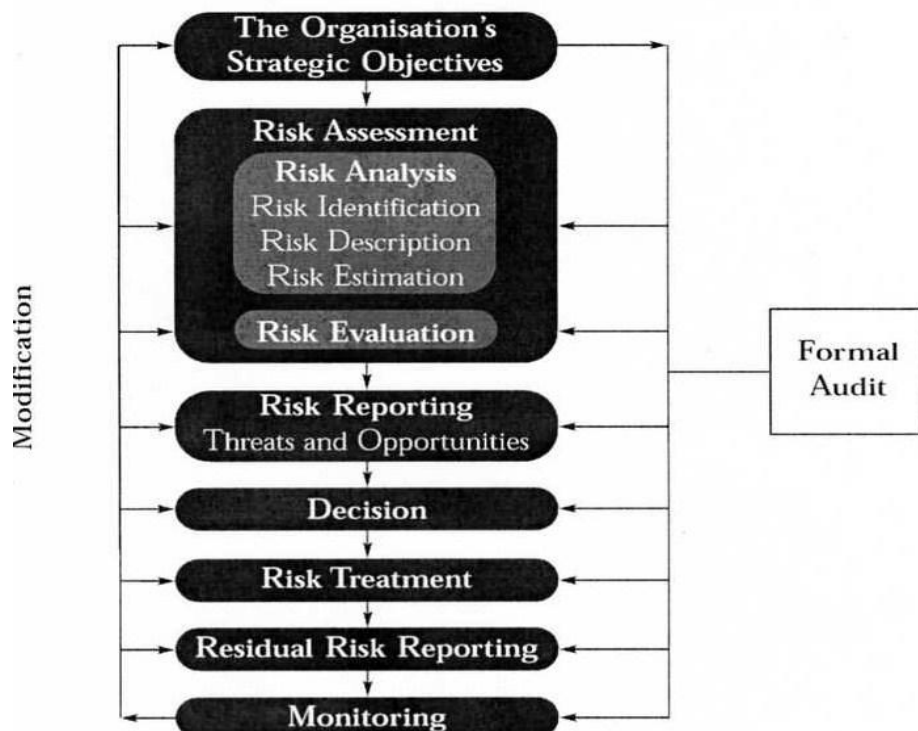 The Organisation's
Strategic Objectives
Risk Assessment
Risk Analysis
Risk Identification
Risk Description
Risk Estimation
Risk Evaluation
Modification
Formal
Audit
Risk Reporting
Threats and Opportunities
Decision
Risk Treatment
Residual Risk Reporting
Monitoring